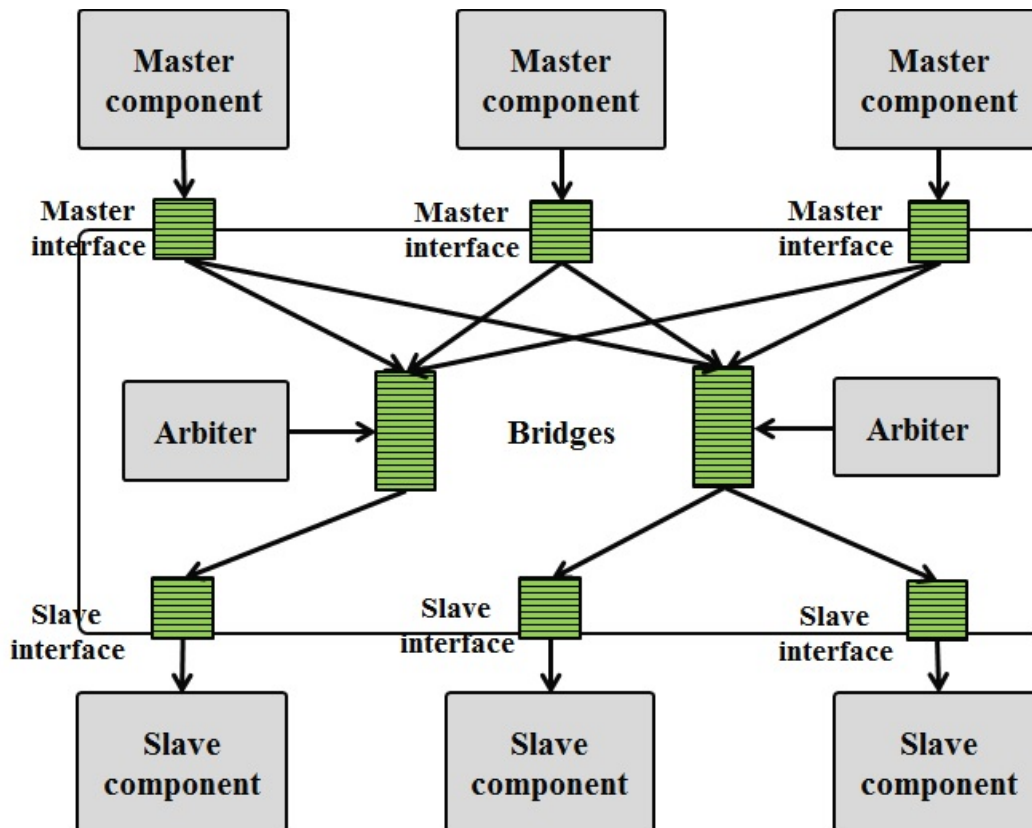 Master
component
Master
component
Master
component
Master
interface
Master
interface
Master
interface
Arbiter
Bridges
Arbiter
Slave
interface
Slave
interface
Slave
interface
Slave
component
Slave
component
Slave
component